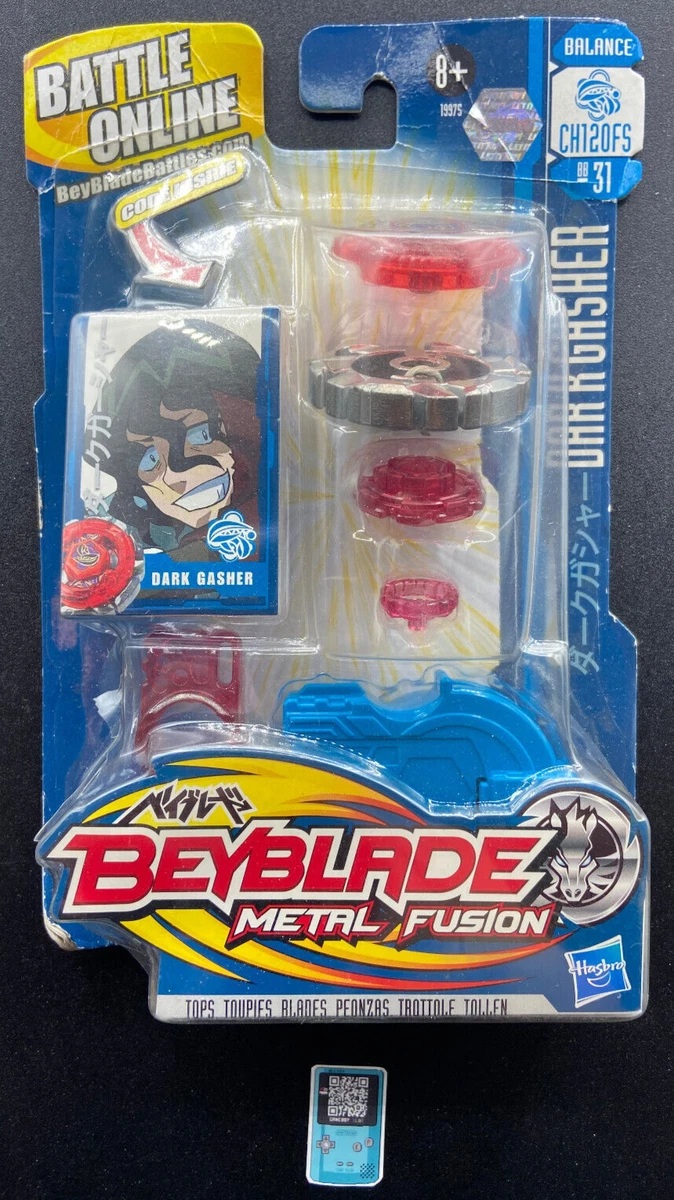 BATTLE
ONLINE
BeyBladeBattles.com
CODE INSIDE
8+
19975
BALANCE
CH120FS
BB 31
DARK GASHER
ダークガシャー
ダークガシャー
DARK GASHER
ベイブレード
BEYBLADE
METAL FUSION
Hasbro
TOPS TOUPIES BLADES PEONZAS TROTTOLE TOLLEN